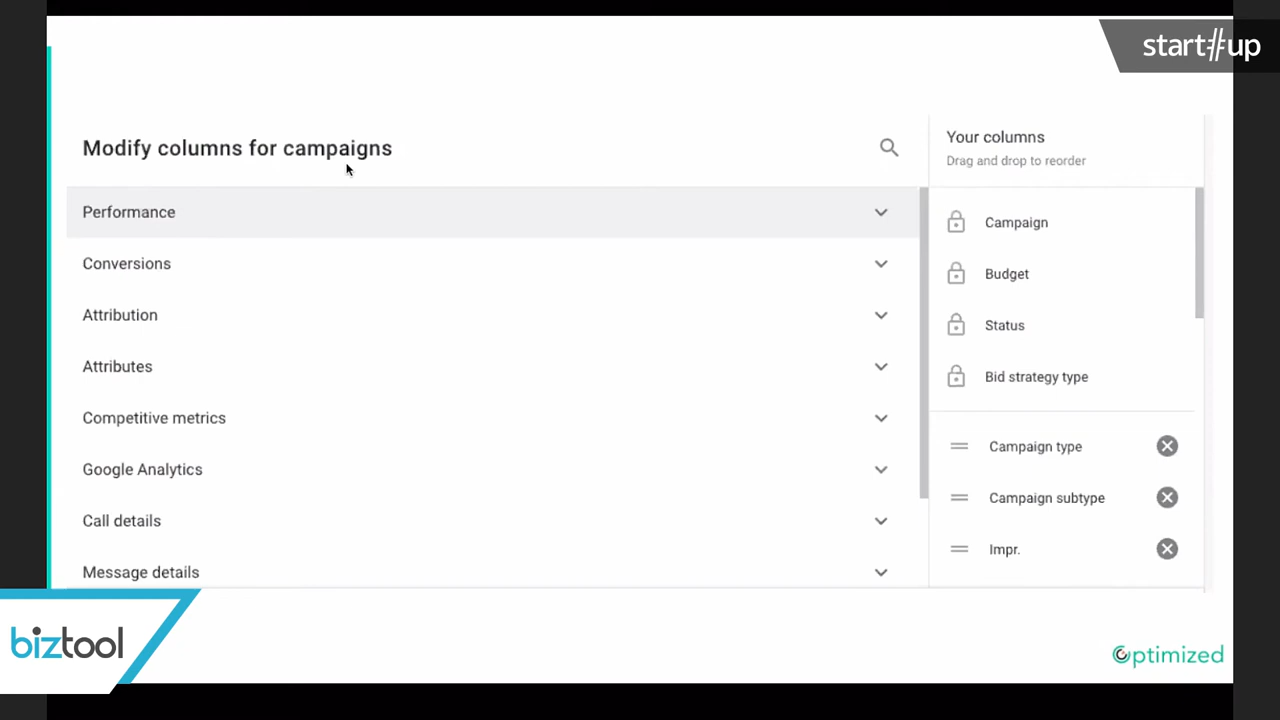 start#up
Modify columns for campaigns
Performance
Conversions
Attribution
Attributes
Competitive metrics
Google Analytics
Call details
Message details
Your columns
Drag and drop to reorder
Campaign
Budget
Status
Bid strategy type
Campaign type
Campaign subtype
Impr.
biztool
Optimized